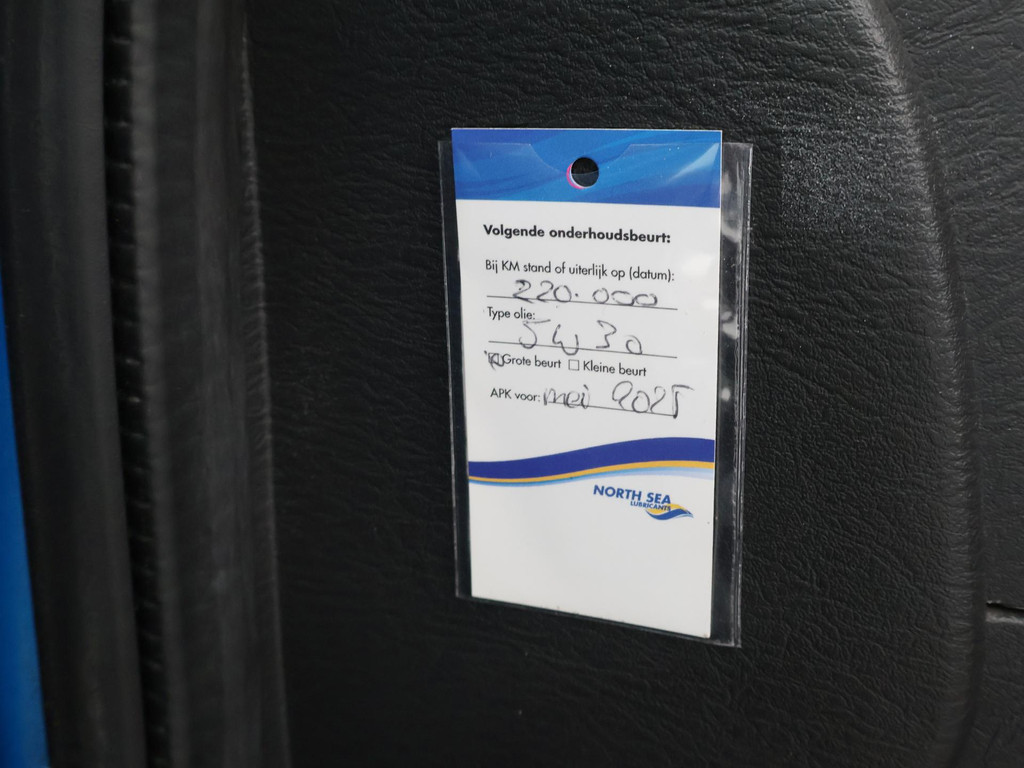 Volgende onderhoudsbeurt:
Bij KM stand of uiterlijk op (datum):
220.000
Type olie:
5W30
Grote beurt Kleine beurt
APK voor: mei 2025
NORTH SEA
LUBRICANTS